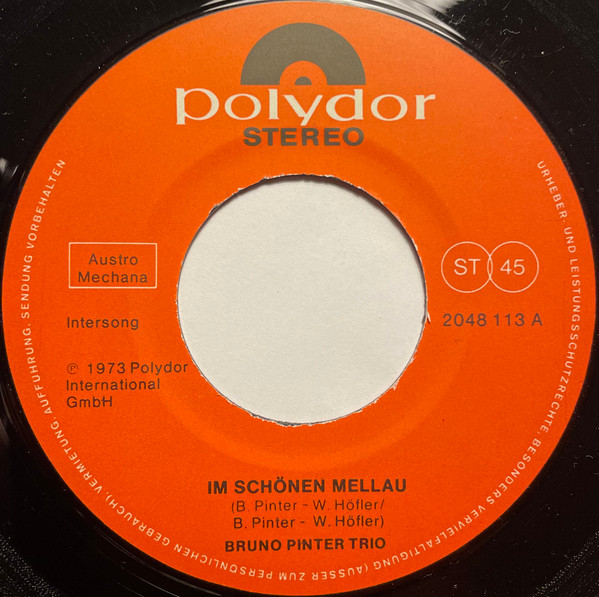 polydor
STEREO
Austro
Mechana
ST 45
Intersong
2048 113 A
℗ 1973 Polydor
International
GmbH
IM SCHÖNEN MELLAU
(B. Pinter - W. Höfler/
B. Pinter - W. Höfler)
BRUNO PINTER TRIO
URHEBER- UND LEISTUNGSSCHUTZRECHTE, BESONDERS VERVIELFÄLTIGUNG (AUSSER ZUM PERSÖNLICHEN GEBRAUCH), VERMIETUNG, AUFFÜHRUNG, SENDUNG VORBEHALTEN